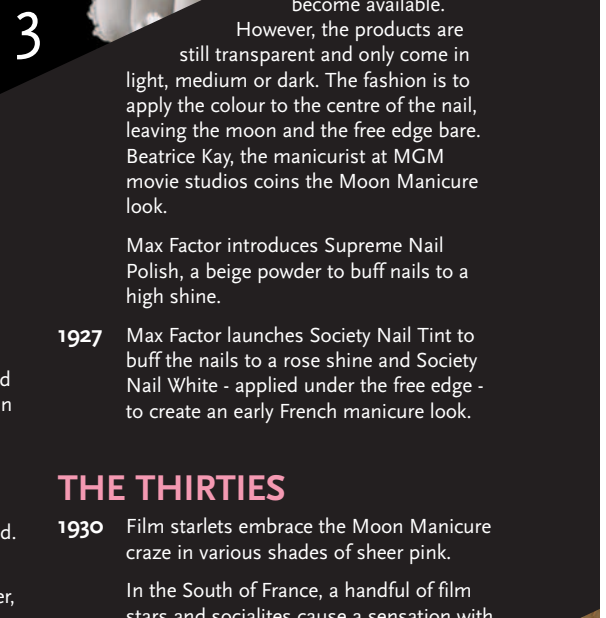 3
become available.
However, the products are
still transparent and only come in
light, medium or dark. The fashion is to
apply the colour to the centre of the nail,
leaving the moon and the free edge bare.
Beatrice Kay, the manicurist at MGM
movie studios coins the Moon Manicure
look.
Max Factor introduces Supreme Nail
Polish, a beige powder to buff nails to a
high shine.
1927 Max Factor launches Society Nail Tint to
buff the nails to a rose shine and Society
Nail White - applied under the free edge -
to create an early French manicure look.
THE THIRTIES
1930 Film starlets embrace the Moon Manicure
craze in various shades of sheer pink.
In the South of France, a handful of film
stars and socialites cause a sensation with